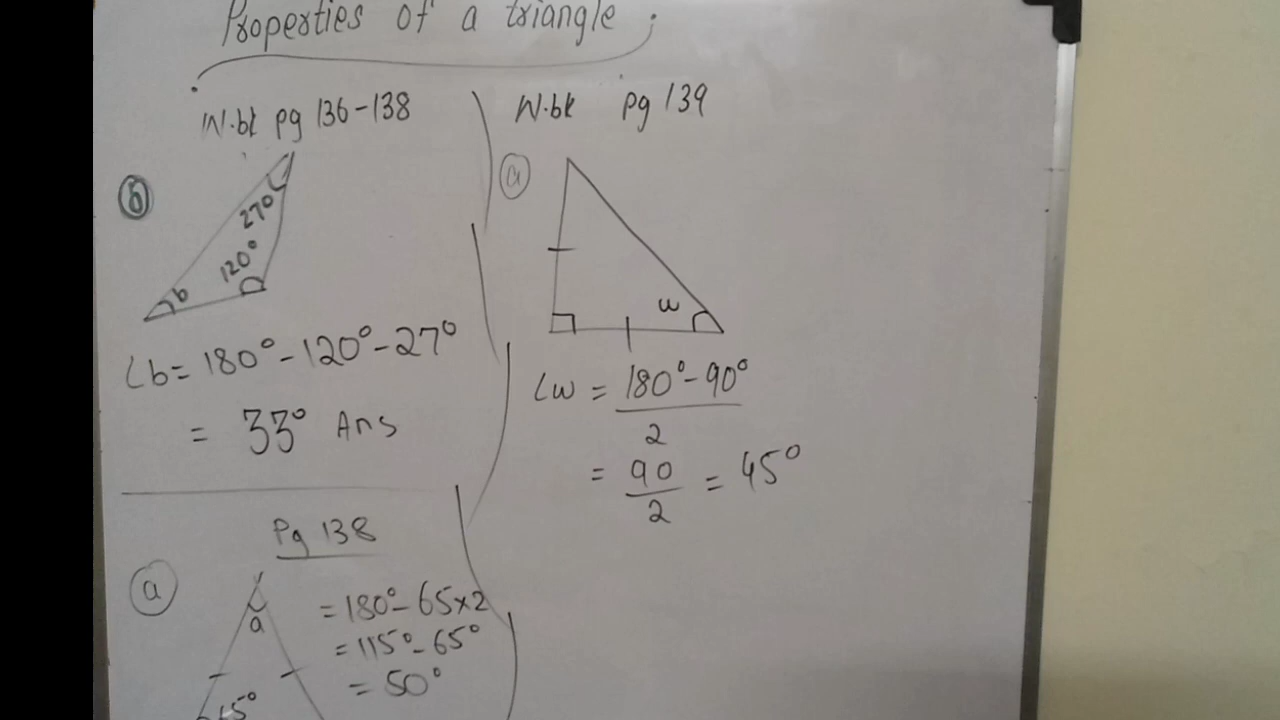 Properties of a triangle.
W.bk pg 136-138
b
27°
120°
b
∠b = 180° - 120° - 27°
= 33° Ans
Pg 138
a
a
= 180° - 65×2
= 115° - 65°
= 50°
65°
W.bk pg 139
a
w
∠w = 180° - 90°
2
= 90 = 45°
2